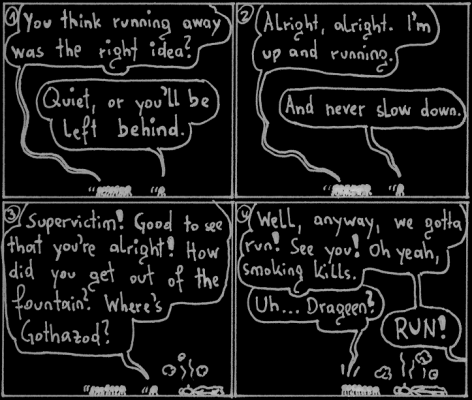 1
You think running away
was the right idea?
Quiet, or you'll be
left behind.
2
Alright, alright. I'm
up and running.
And never slow down.
3
Supervictim! Good to see
that you're alright! How
did you get out of the
fountain? Where's
Gothazod?
4
Well, anyway, we gotta
run! See you! Oh yeah,
smoking kills.
Uh... Drageen?
RUN!